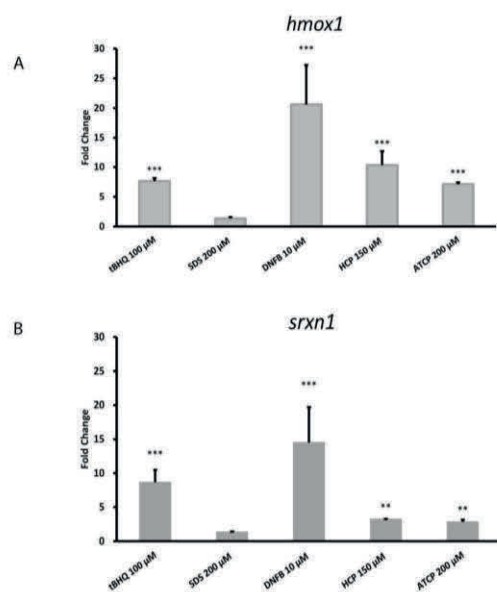 hmox1
A
30
25
20
15
10
5
0
Fold Change
***
***
***
***
tBHQ 100 µM
SDS 200 µM
DNFB 10 µM
HCP 150 µM
ATCP 200 µM
srxn1
B
30
25
20
15
10
5
0
Fold Change
***
***
**
**
tBHQ 100 µM
SDS 200 µM
DNFB 10 µM
HCP 150 µM
ATCP 200 µM